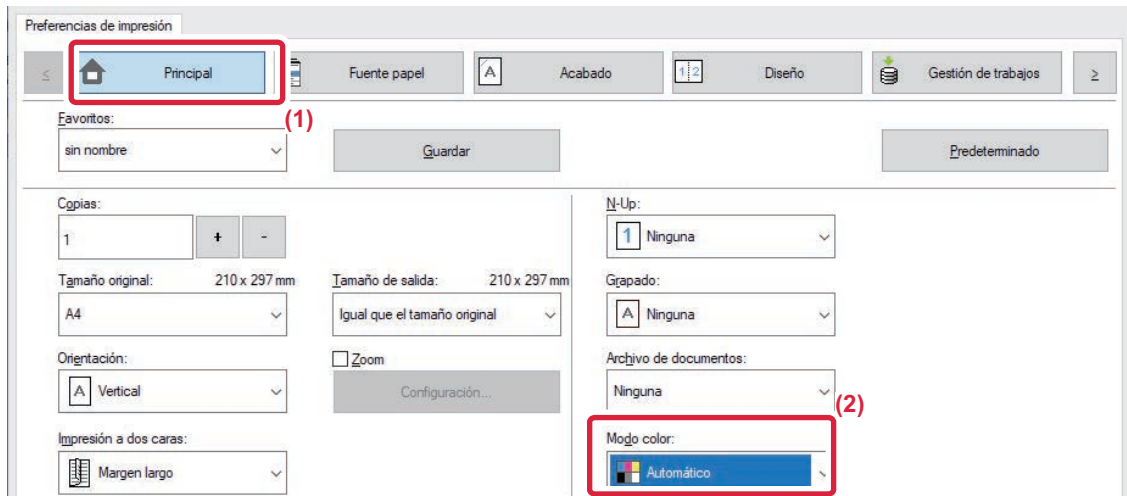 Preferencias de impresión
< Principal Fuente papel A Acabado 1 2 Diseño Gestión de trabajos >
(1)
Favoritos:
sin nombre Guardar Predeterminado
Copias: N-Up:
1 + - 1 Ninguna
Tamaño original: 210 x 297 mm Tamaño de salida: 210 x 297 mm Grapado:
A4 Igual que el tamaño original A Ninguna
Orientación: Zoom Archivo de documentos:
A Vertical Configuración... Ninguna
(2)
Impresión a dos caras: Modo color:
Margen largo Automático